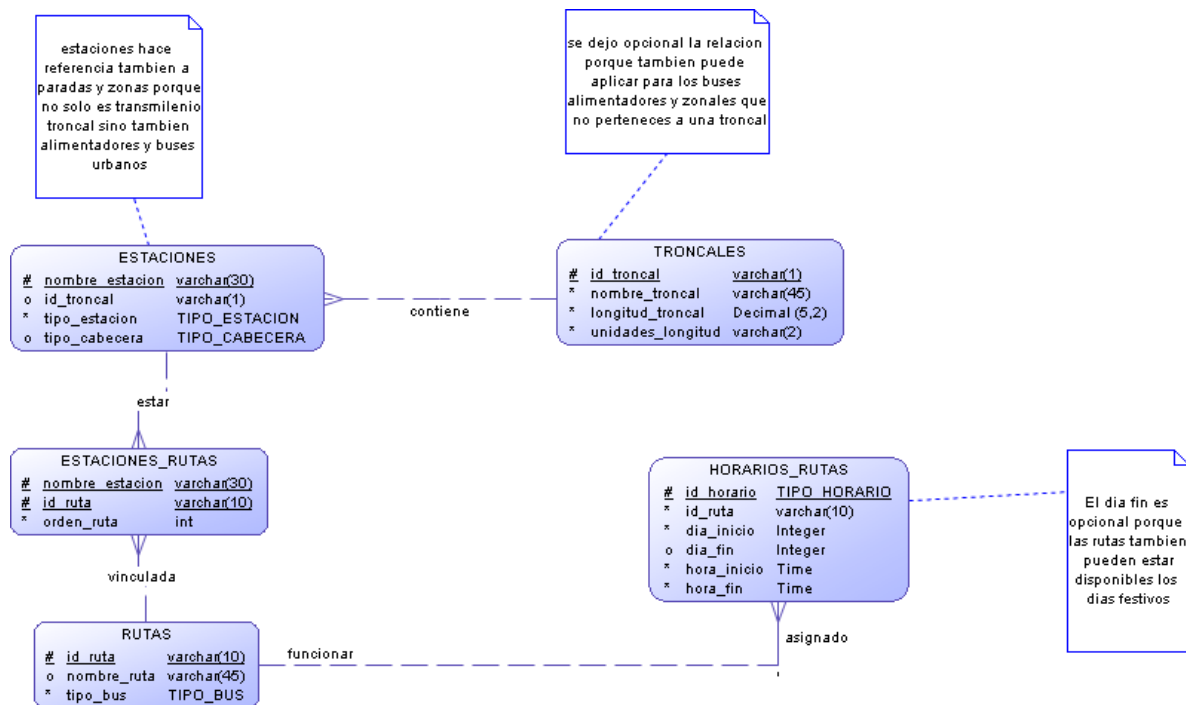 estaciones hace
referencia tambien a
paradas y zonas porque
no solo es transmilenio
troncal sino tambien
alimentadores y buses
urbanos
se dejo opcional la relacion
porque tambien puede
aplicar para los buses
alimentadores y zonales que
no perteneces a una troncal
ESTACIONES
# nombre_estacion varchar(30)
o id_troncal varchar(1)
* tipo_estacion TIPO_ESTACION
o tipo_cabecera TIPO_CABECERA
contiene
TRONCALES
# id_troncal varchar(1)
* nombre_troncal varchar(45)
* longitud_troncal Decimal (5,2)
* unidades_longitud varchar(2)
estar
ESTACIONES_RUTAS
# nombre_estacion varchar(30)
# id_ruta varchar(10)
* orden_ruta int
HORARIOS_RUTAS
# id_horario TIPO_HORARIO
* id_ruta varchar(10)
* dia_inicio Integer
o dia_fin Integer
* hora_inicio Time
* hora_fin Time
El dia fin es
opcional porque
las rutas tambien
pueden estar
disponibles los
dias festivos
vinculada
RUTAS
# id_ruta varchar(10)
o nombre_ruta varchar(45)
* tipo_bus TIPO_BUS
funcionar
asignado